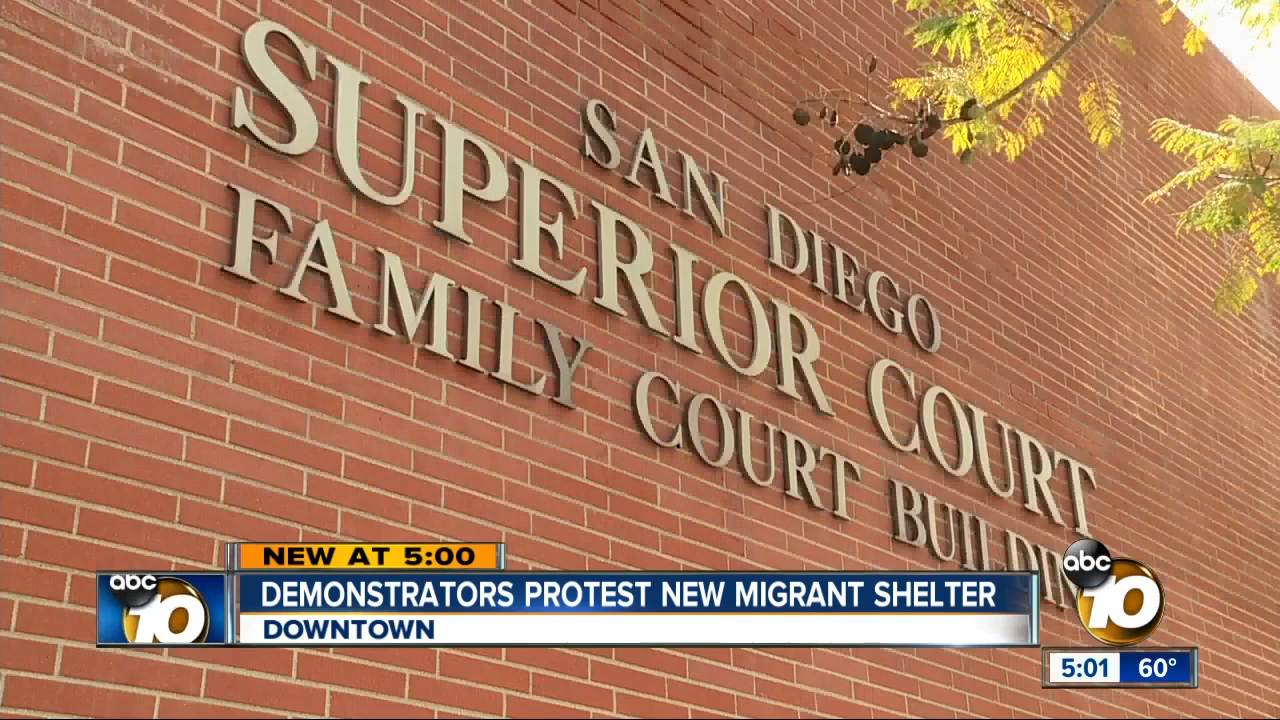 SAN DIEGO
SUPERIOR COURT
FAMILY COURT
NEW AT 5:00
abc
10
DEMONSTRATORS PROTEST NEW MIGRANT SHELTER
DOWNTOWN
abc
10
5:01 60°